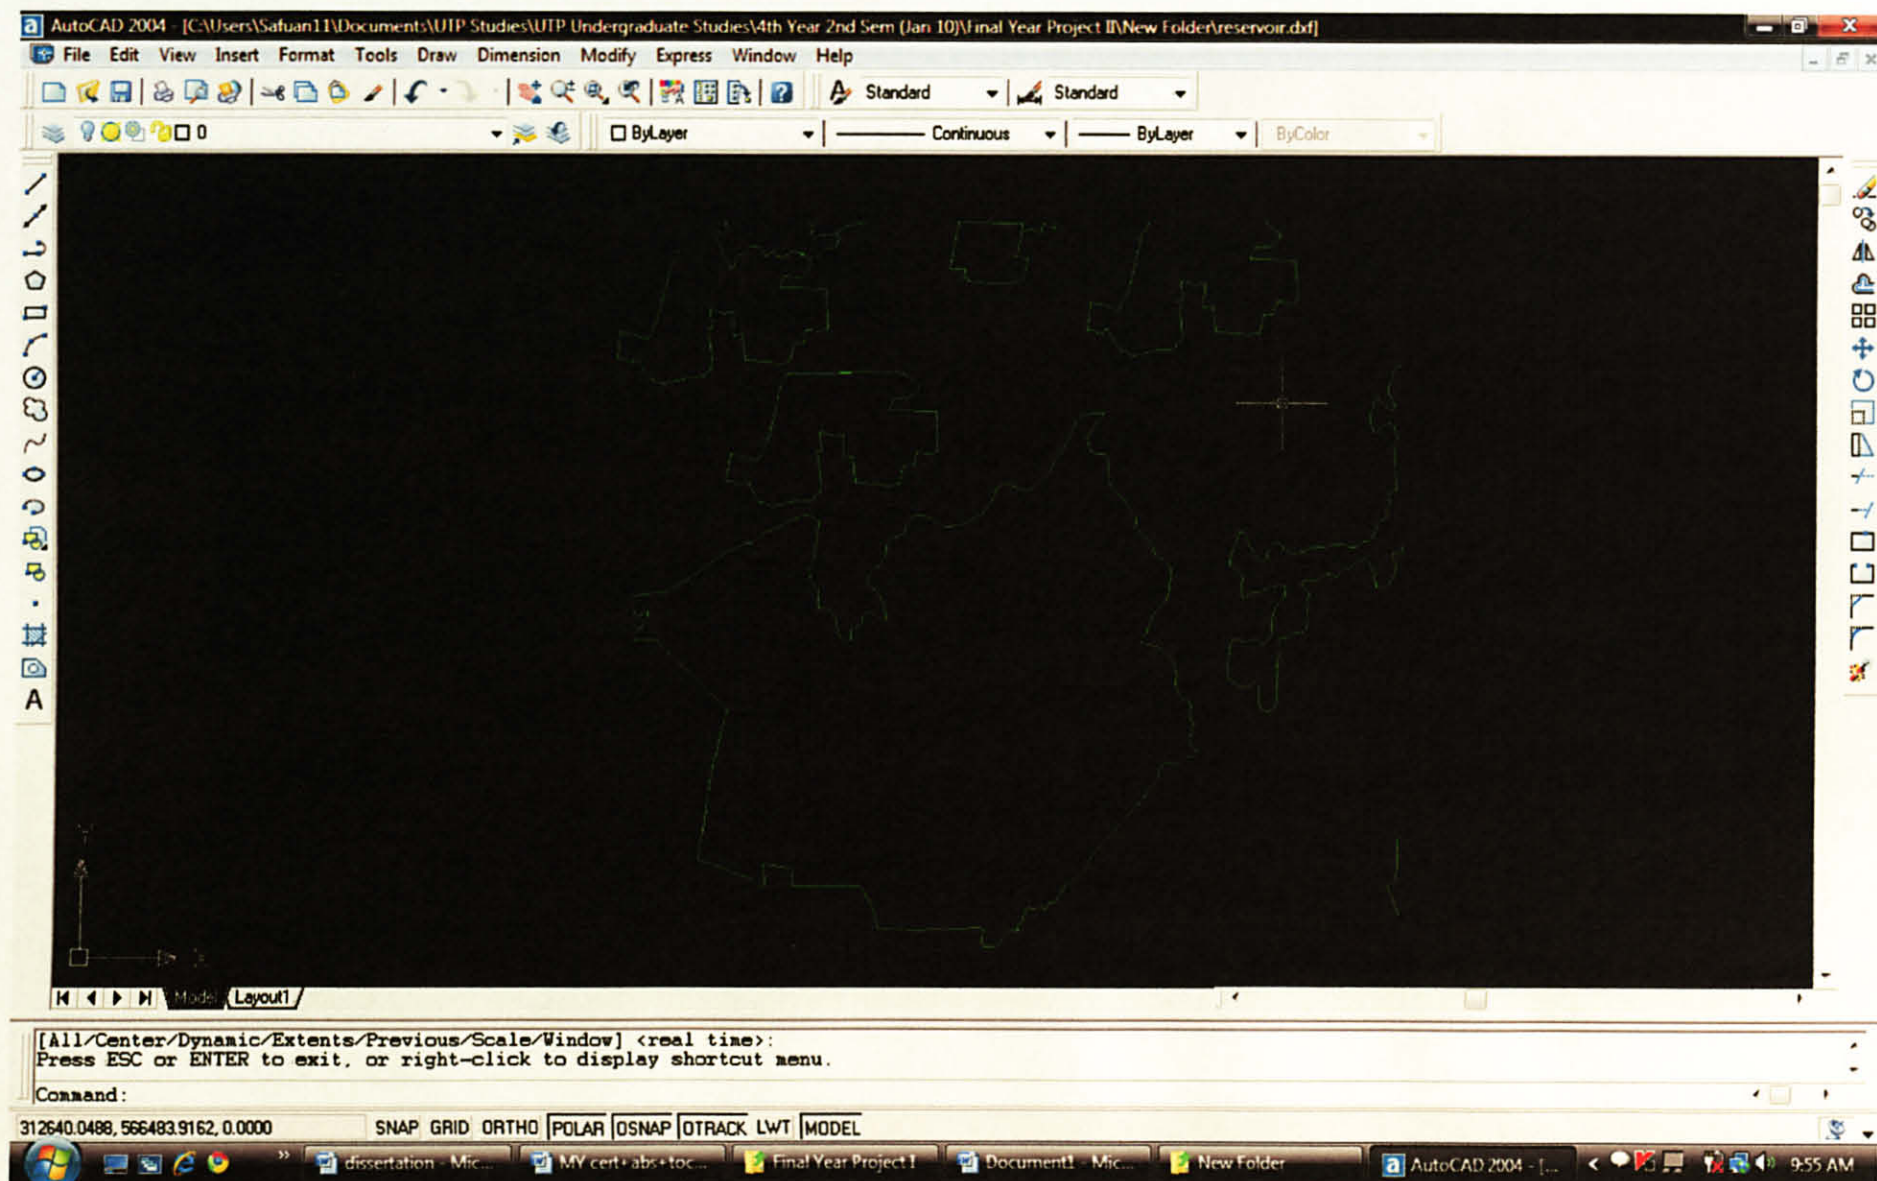 AutoCAD 2004 - [C:\Users\Safuan11\Documents\UTP Studies\UTP Undergraduate Studies\4th Year 2nd Sem (Jan 10)\Final Year Project II\New Folder\reservoir.dxf]
File Edit View Insert Format Tools Draw Dimension Modify Express Window Help
Standard Standard
0 ByLayer Continuous ByLayer ByColor
A
Model Layout1
[All/Center/Dynamic/Extents/Previous/Scale/Window] <real time>:
Press ESC or ENTER to exit, or right-click to display shortcut menu.
Command:
312640.0488, 566483.9162, 0.0000 SNAP GRID ORTHO POLAR OSNAP OTRACK LWT MODEL
dissertation - Mic... MY cert+abs+toc... Final Year Project I Document1 - Mic... New Folder AutoCAD 2004 - [... 9:55 AM